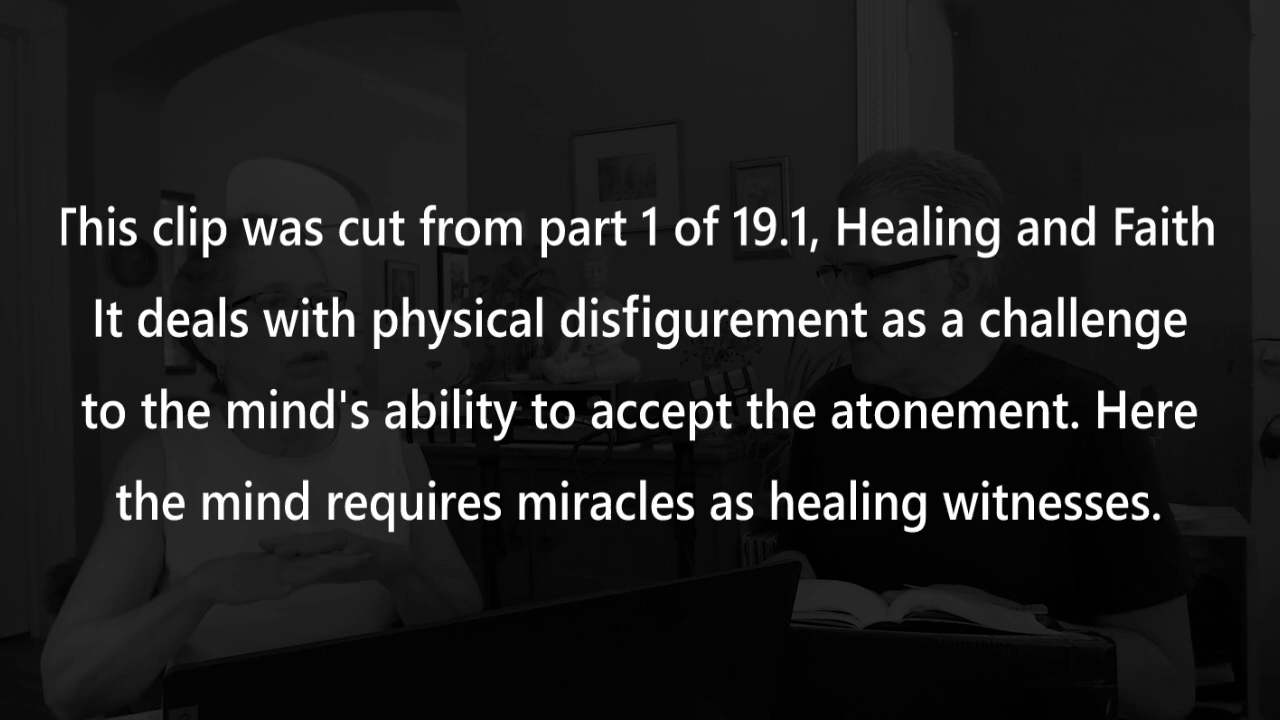 This clip was cut from part 1 of 19.1, Healing and Faith
It deals with physical disfigurement as a challenge
to the mind's ability to accept the atonement. Here
the mind requires miracles as healing witnesses.